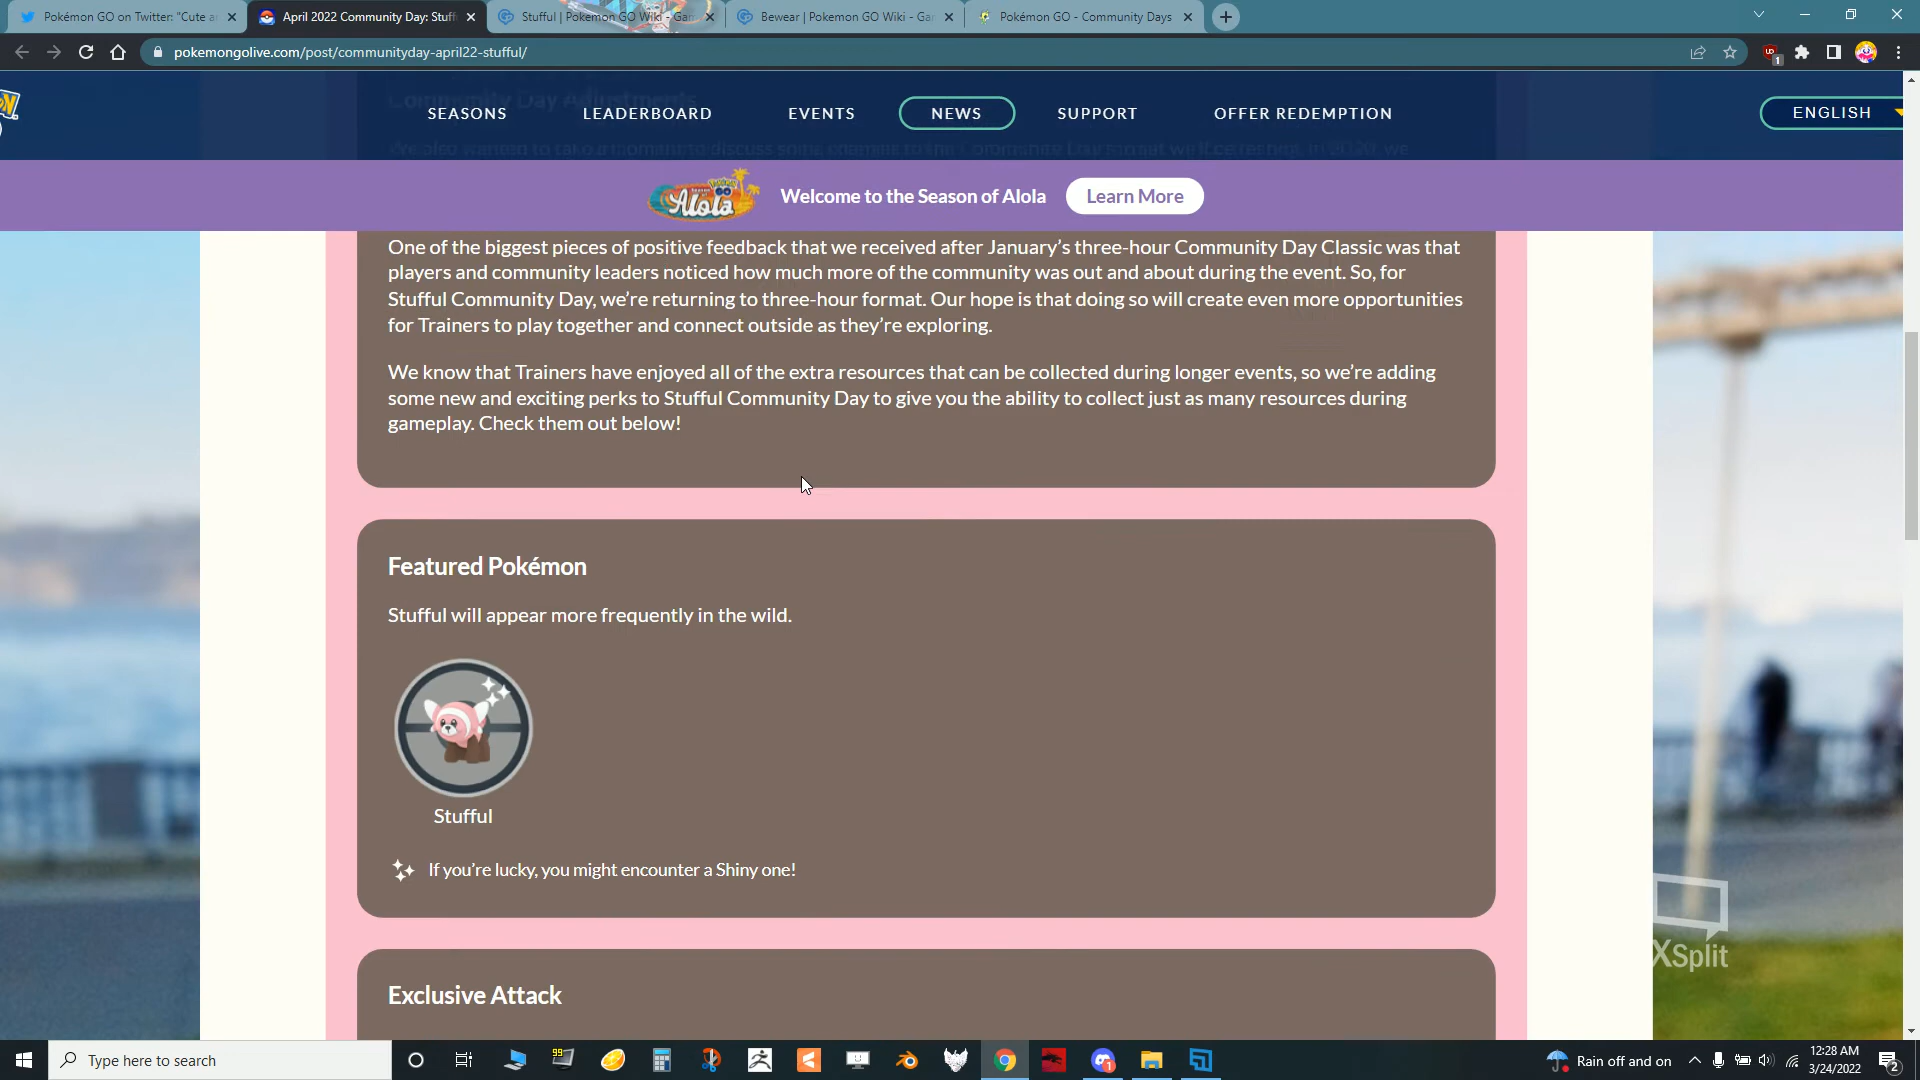 Pokémon GO on Twitter: "Cute a
April 2022 Community Day: Stuff
Stufful | Pokemon GO Wiki - Gam
Bewear | Pokemon GO Wiki - Ga
Pokémon GO - Community Days
pokemongolive.com/post/communityday-april22-stufful/
1
Community Day Adjustments
SEASONS
LEADERBOARD
EVENTS
NEWS
SUPPORT
OFFER REDEMPTION
ENGLISH
Pokémon GO
Alola
Welcome to the Season of Alola
Learn More
One of the biggest pieces of positive feedback that we received after January's three-hour Community Day Classic was that
players and community leaders noticed how much more of the community was out and about during the event. So, for
Stufful Community Day, we're returning to three-hour format. Our hope is that doing so will create even more opportunities
for Trainers to play together and connect outside as they're exploring.
We know that Trainers have enjoyed all of the extra resources that can be collected during longer events, so we're adding
some new and exciting perks to Stufful Community Day to give you the ability to collect just as many resources during
gameplay. Check them out below!
Featured Pokémon
Stufful will appear more frequently in the wild.
Stufful
If you're lucky, you might encounter a Shiny one!
Exclusive Attack
XSplit
Type here to search
99
1
Rain off and on
12:28 AM
3/24/2022
2